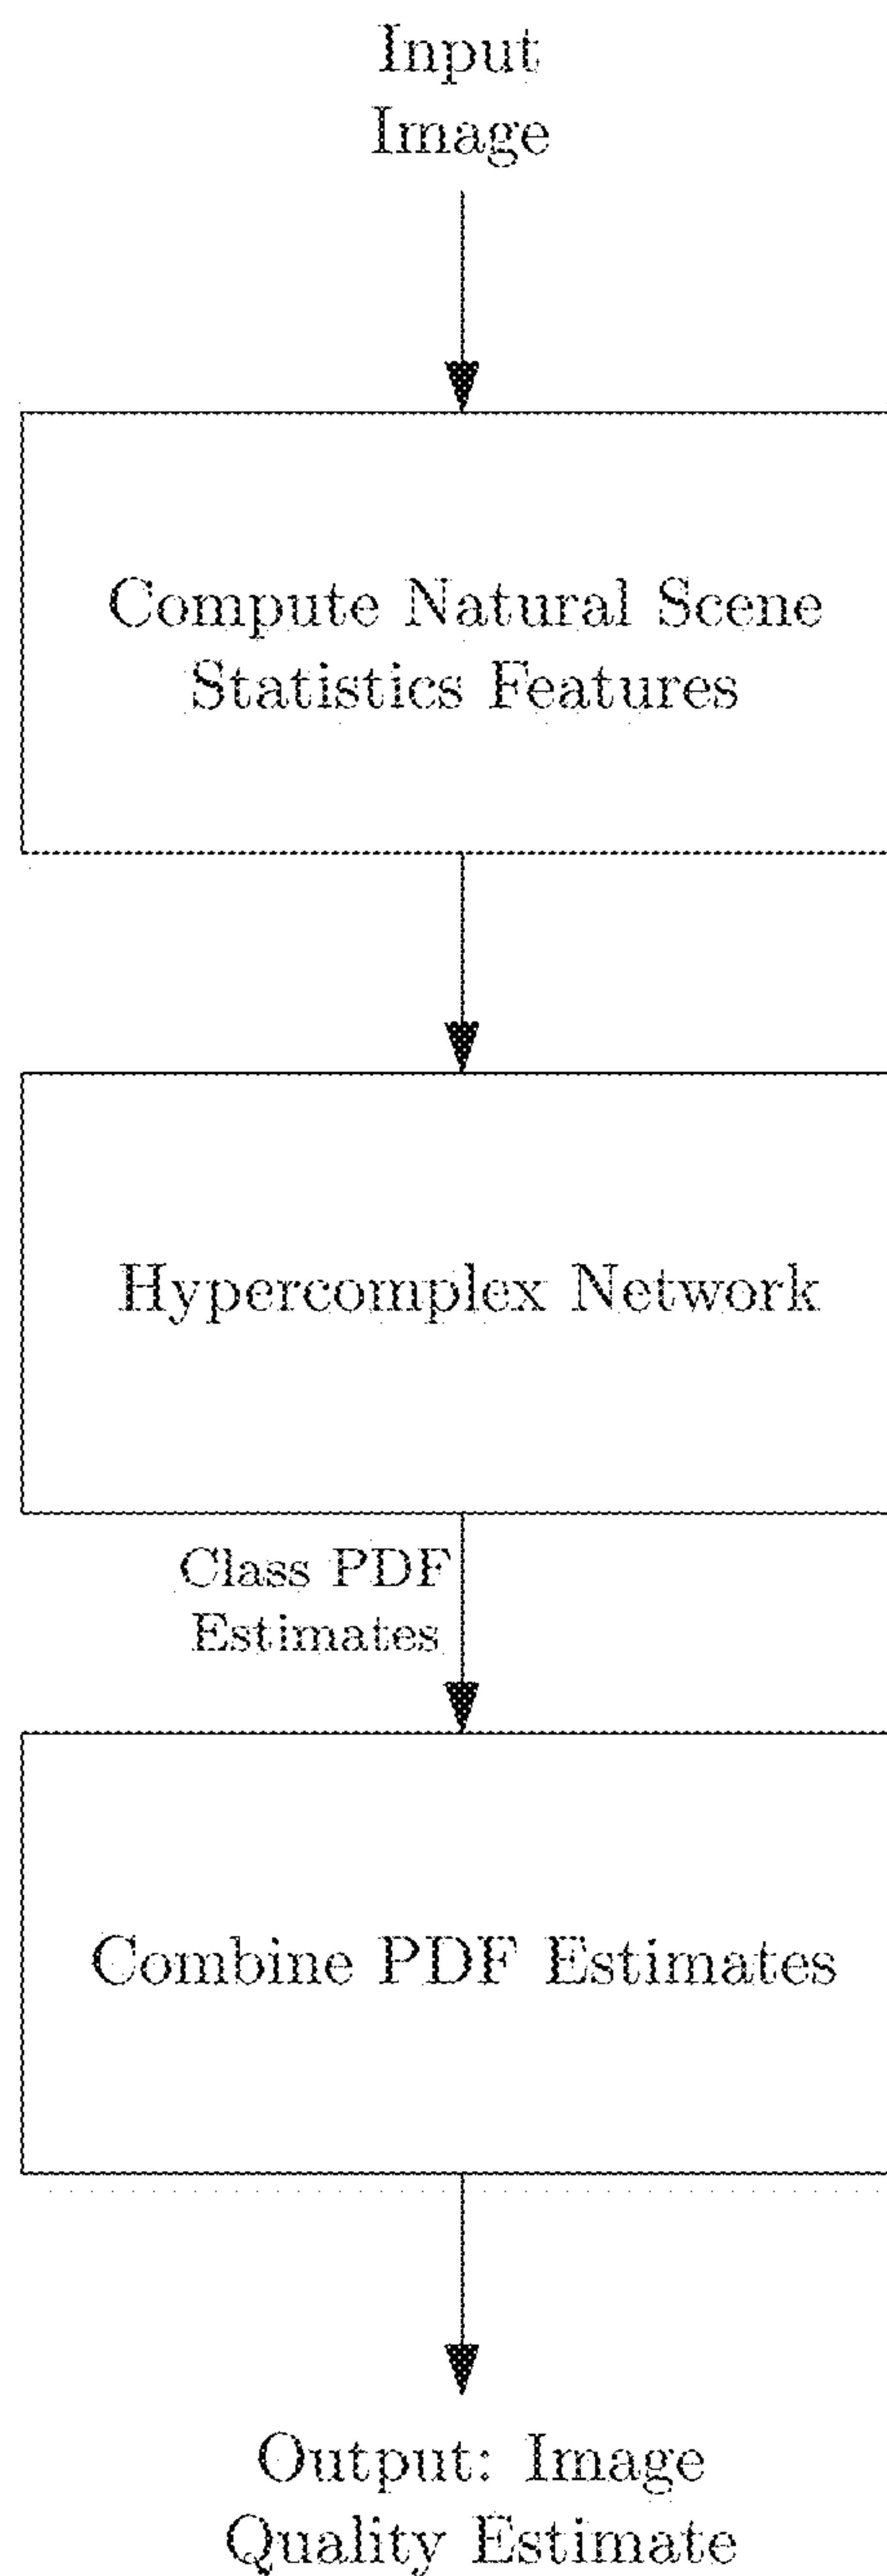 Input
Image
Compute Natural Scene
Statistics Features
Hypercomplex Network
Class PDF
Estimates
Combine PDF Estimates
Output: Image
Quality Estimate